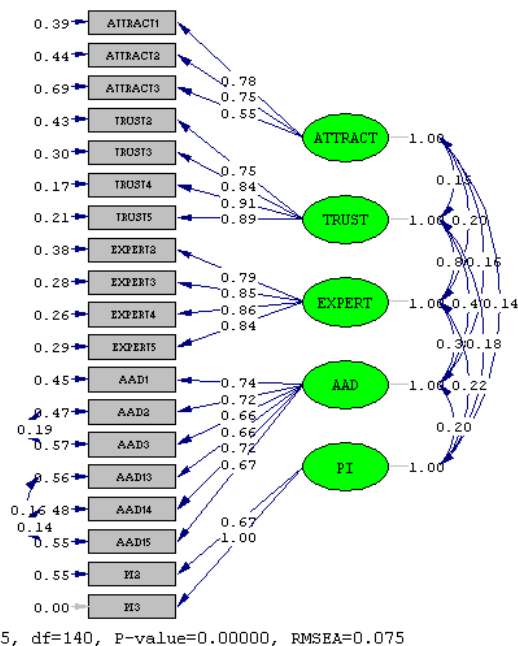 0.39 ATTRACT1
0.44 ATTRACT2
0.69 ATTRACT3
0.43 TRUST2
0.30 TRUST3
0.17 TRUST4
0.21 TRUST5
0.38 EXPERT2
0.28 EXPERT3
0.26 EXPERT4
0.29 EXPERT5
0.45 AAD1
0.47 AAD2
0.19
0.57 AAD3
0.56 AAD13
0.16 48 AAD14
0.14
0.55 AAD15
0.55 PI2
0.00 PI3
0.78
0.75
0.55
0.75
0.84
0.91
0.89
0.79
0.85
0.86
0.84
0.74
0.72
0.66
0.66
0.72
0.67
0.67
1.00
ATTRACT 1.00
TRUST 1.00
EXPERT 1.00
AAD 1.00
PI 1.00
0.15
0.20
0.16
0.14
0.18
0.22
0.20
5, df=140, P-value=0.00000, RMSEA=0.075